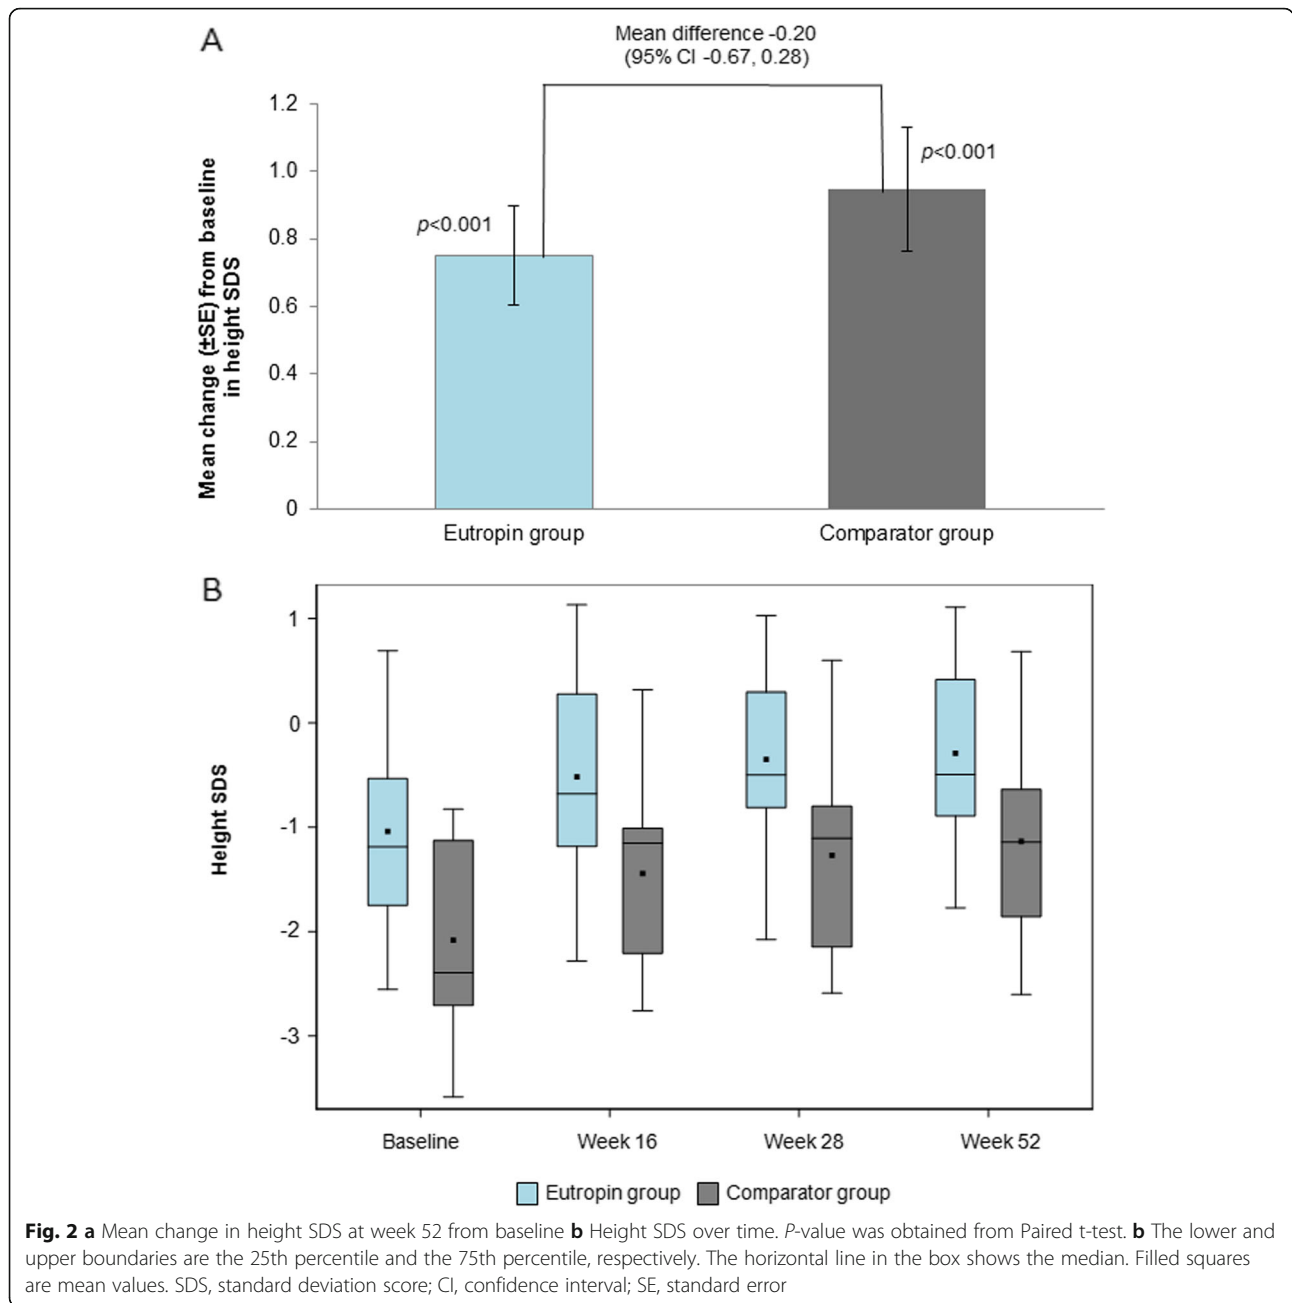 A
Mean difference -0.20
(95% CI -0.67, 0.28)
1.2
1.0
0.8
0.6
0.4
0.2
0
Mean change (±SE) from baseline
in height SDS
p<0.001
p<0.001
Eutropin group
Comparator group
B
1
0
-1
-2
-3
Height SDS
Baseline
Week 16
Week 28
Week 52
Eutropin group
Comparator group
Fig. 2 a Mean change in height SDS at week 52 from baseline b Height SDS over time. P-value was obtained from Paired t-test. b The lower and
upper boundaries are the 25th percentile and the 75th percentile, respectively. The horizontal line in the box shows the median. Filled squares
are mean values. SDS, standard deviation score; CI, confidence interval; SE, standard error